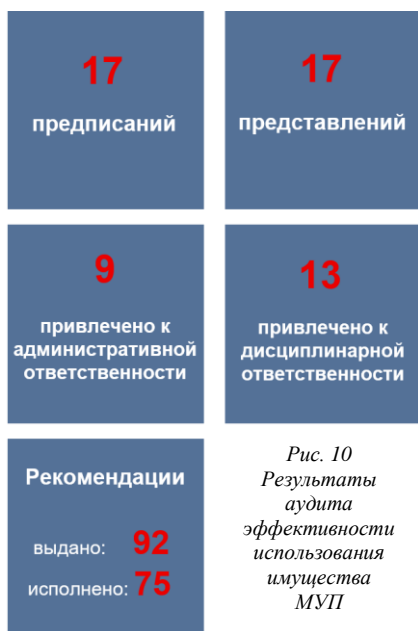 17
предписаний
17
представлений
9
привлечено к
административной
ответственности
13
привлечено к
дисциплинарной
ответственности
Рекомендации
выдано: 92
исполнено: 75
Рис. 10
Результаты
аудита
эффективности
использования
имущества
МУП